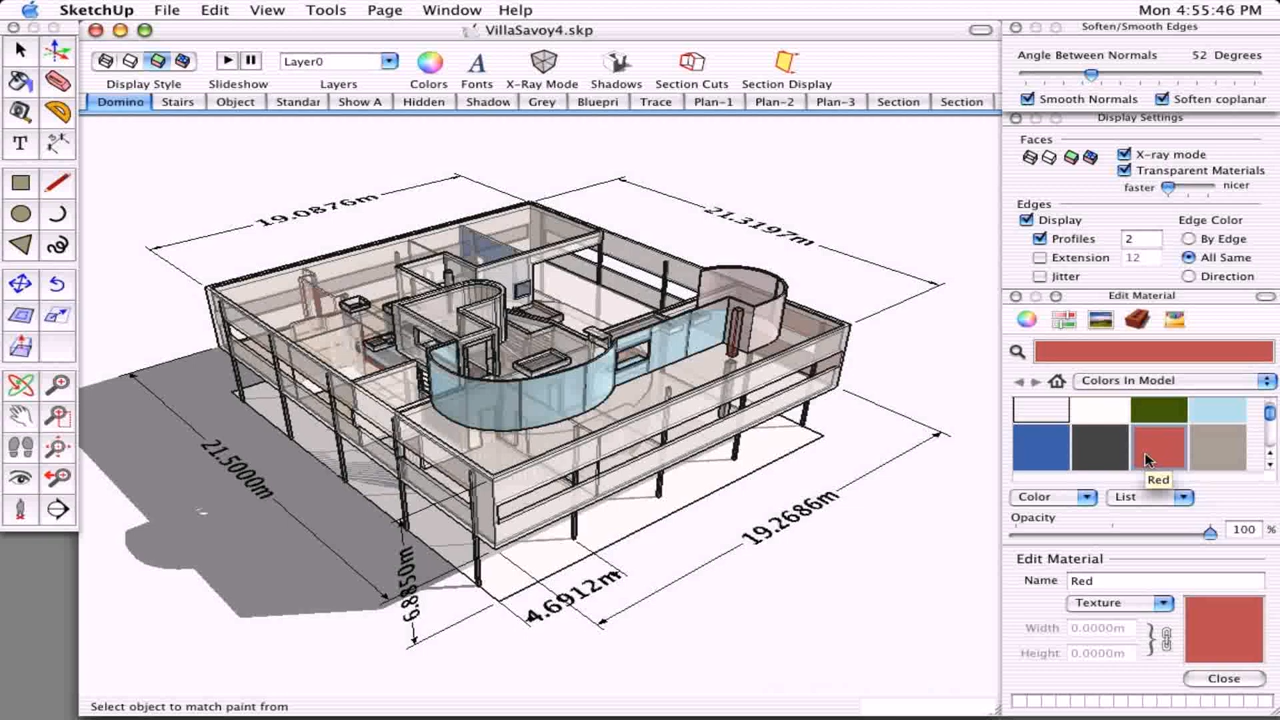 SketchUp File Edit View Tools Page Window Help
Mon 4:55:46 PM
VillaSavoy4.skp
Layer0
Display Style Slideshow Layers Colors Fonts X-Ray Mode Shadows Section Cuts Section Display
Domino Stairs Object Standar Show A Hidden Shadow Grey Bluepri Trace Plan-1 Plan-2 Plan-3 Section Section
19.0876m
21.3197m
21.5000m
6.8850m
4.6912m
19.2686m
Select object to match paint from
Soften/Smooth Edges
Angle Between Normals 52 Degrees
Smooth Normals Soften coplanar
Display Settings
Faces
X-ray mode
Transparent Materials
faster nicer
Edges
Display Edge Color
Profiles 2 By Edge
Extension 12 All Same
Jitter Direction
Edit Material
Colors In Model
Red
Color List
Opacity
100 %
Edit Material
Name Red
Texture
Width 0.0000m
Height 0.0000m
Close